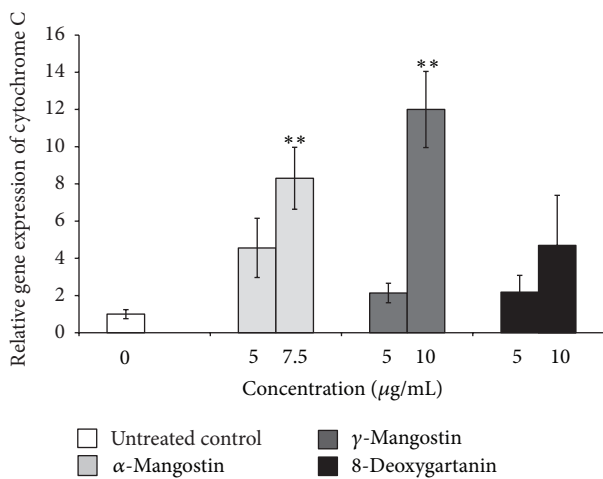 Relative gene expression of cytochrome C
16
14
12
10
8
6
4
2
0
**
**
0 5 7.5 5 10 5 10
Concentration (μg/mL)
Untreated control
α-Mangostin
γ-Mangostin
8-Deoxygartanin